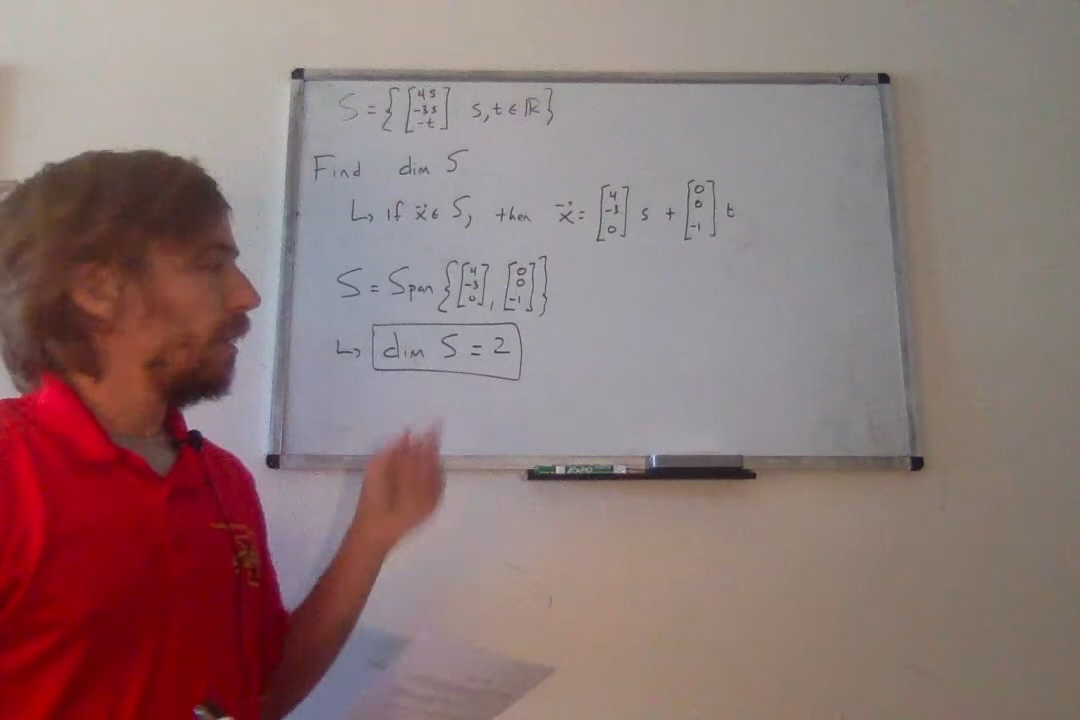 S = { [4s -3s -t] s, t ∈ ℝ }
Find dim S
↳ If x⃗ ∈ S, then x⃗ = [4 -3 0] s + [0 0 -1] t
S = Span { [4 -3 0], [0 0 -1] }
↳ dim S = 2